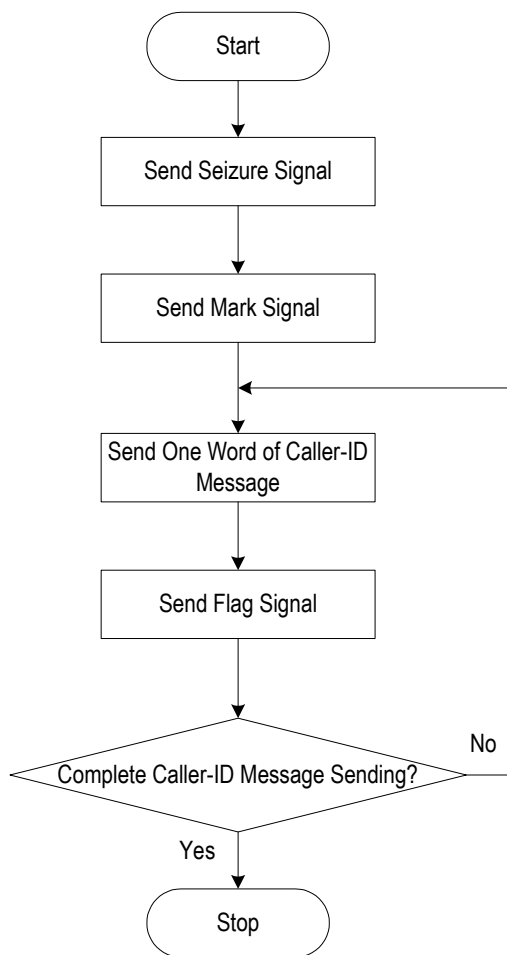 Start
Send Seizure Signal
Send Mark Signal
Send One Word of Caller-ID
Message
Send Flag Signal
Complete Caller-ID Message Sending?
No
Yes
Stop